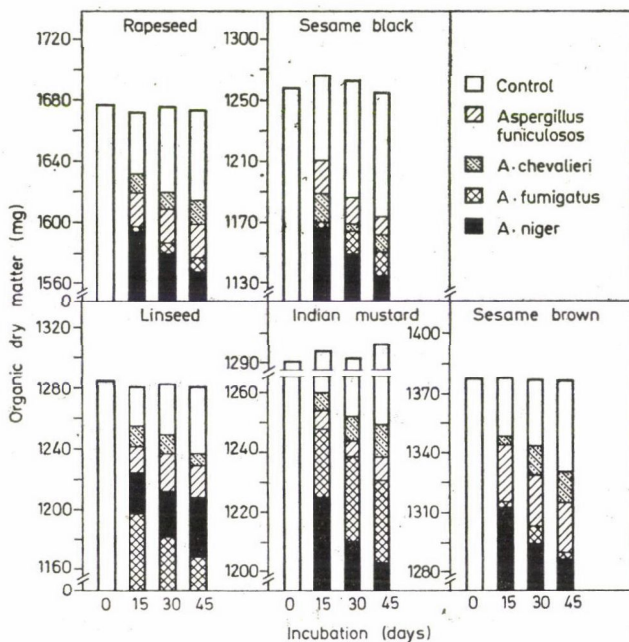 Rapeseed
Sesame black
1720
1680
1640
1600
1560
0
1300
1250
1210
1170
1130
Control
Aspergillus
funiculosos
A. chevalieri
A. fumigatus
A. niger
Organic dry matter (mg)
Linseed
Indian mustard
Sesame brown
1320
1280
1240
1200
1160
0
1290
1260
1240
1220
1200
1400
1370
1340
1310
1280
0 15 30 45
0 15 30 45
0 15 30 45
Incubation (days)